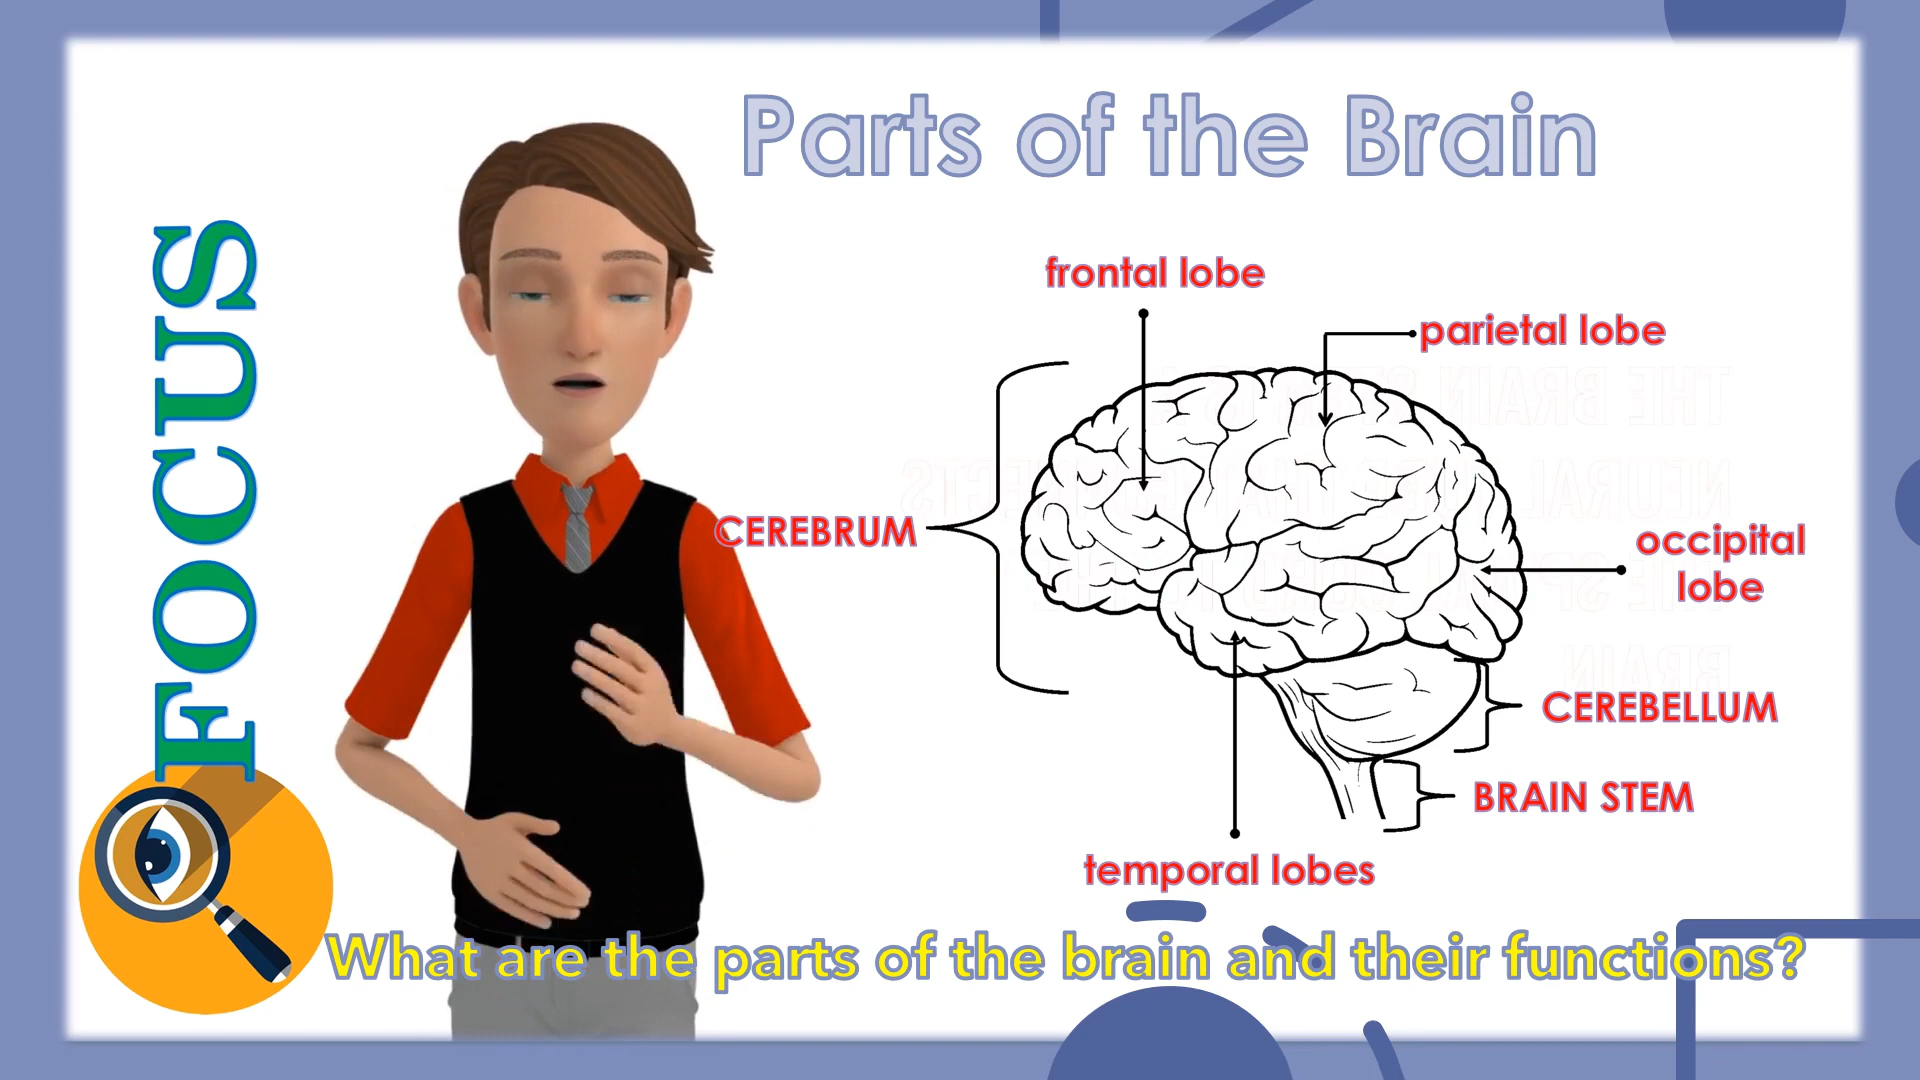 Parts of the Brain
FOCUS
frontal lobe
parietal lobe
CEREBRUM
occipital
lobe
CEREBELLUM
BRAIN STEM
temporal lobes
What are the parts of the brain and their functions?